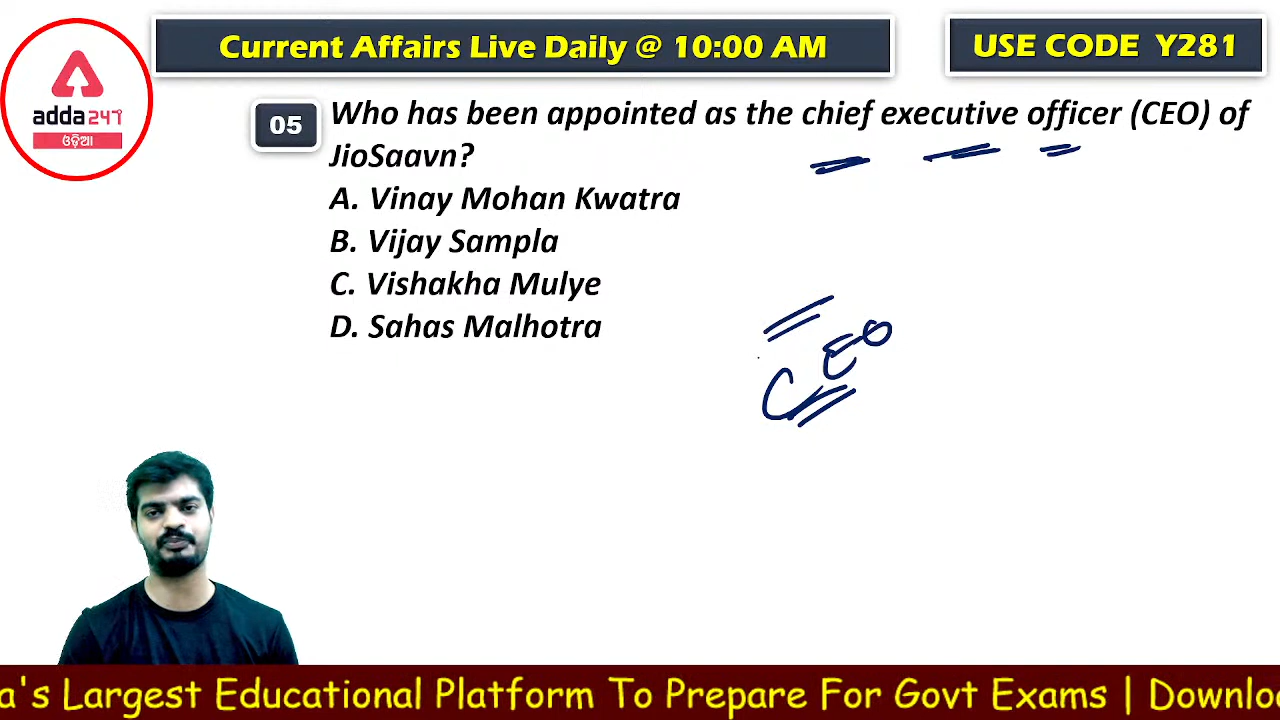 Current Affairs Live Daily @ 10:00 AM
USE CODE Y281
adda247
ଓଡ଼ିଆ
05
Who has been appointed as the chief executive officer (CEO) of
JioSaavn?
A. Vinay Mohan Kwatra
B. Vijay Sampla
C. Vishakha Mulye
D. Sahas Malhotra
CEO
a's Largest Educational Platform To Prepare For Govt Exams | Downlo